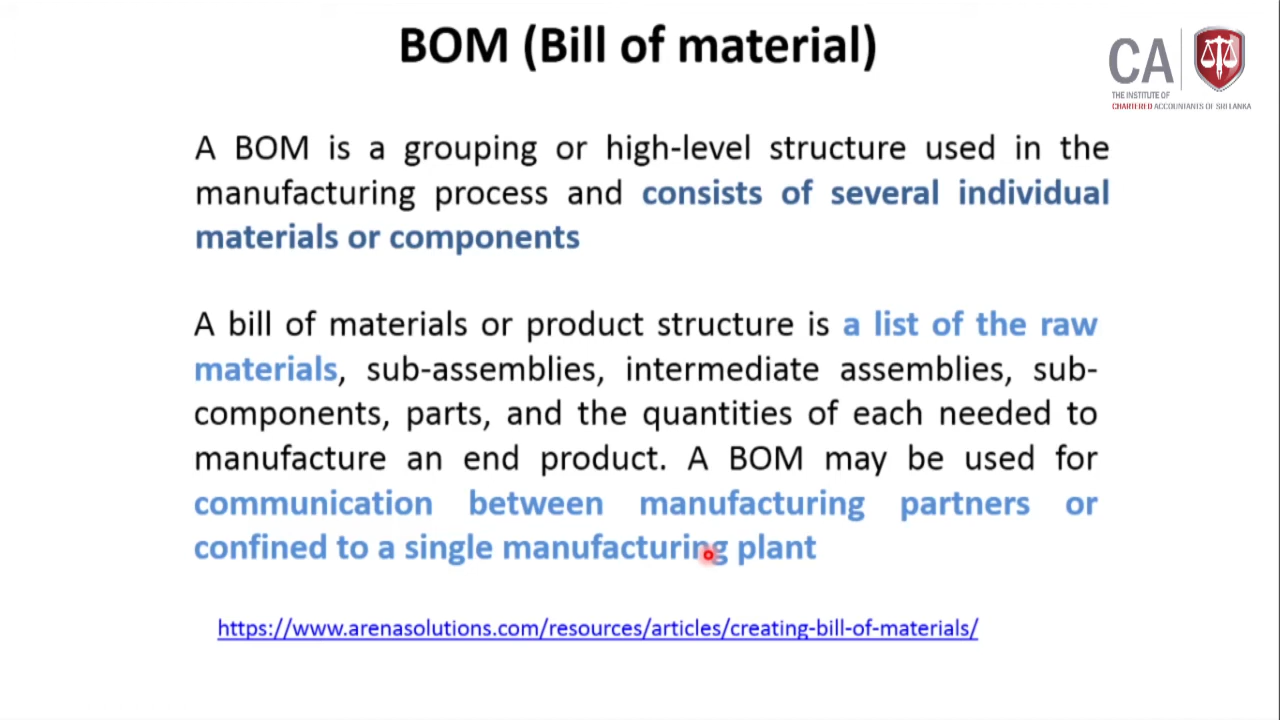 BOM (Bill of material)
CA
THE INSTITUTE OF
CHARTERED ACCOUNTANTS OF SRI LANKA
A BOM is a grouping or high-level structure used in the
manufacturing process and consists of several individual
materials or components
A bill of materials or product structure is a list of the raw
materials, sub-assemblies, intermediate assemblies, sub-
components, parts, and the quantities of each needed to
manufacture an end product. A BOM may be used for
communication between manufacturing partners or
confined to a single manufacturing plant
https://www.arenasolutions.com/resources/articles/creating-bill-of-materials/